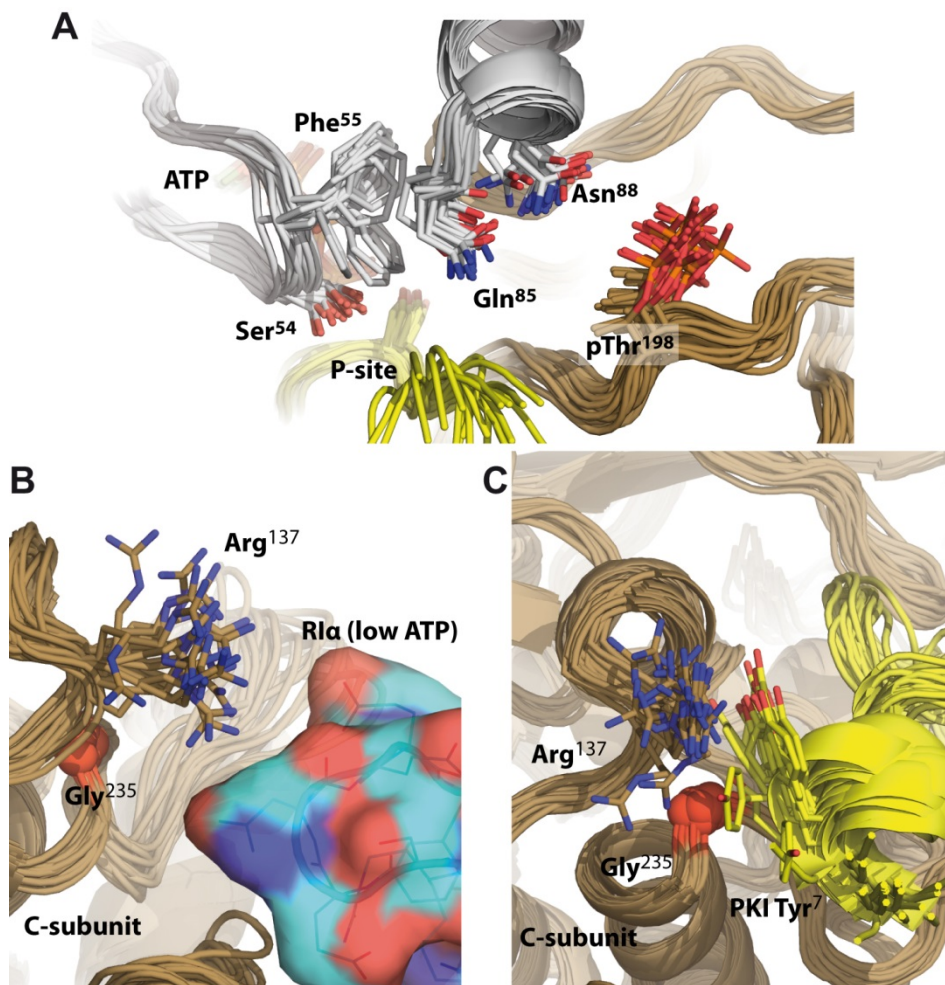 A
Phe⁵⁵
ATP
Asn⁸⁸
Gln⁸⁵
Ser⁵⁴
pThr¹⁹⁸
P-site
B
Arg¹³⁷
RIα (low ATP)
Gly²³⁵
C-subunit
C
Arg¹³⁷
Gly²³⁵
PKI Tyr⁷
C-subunit